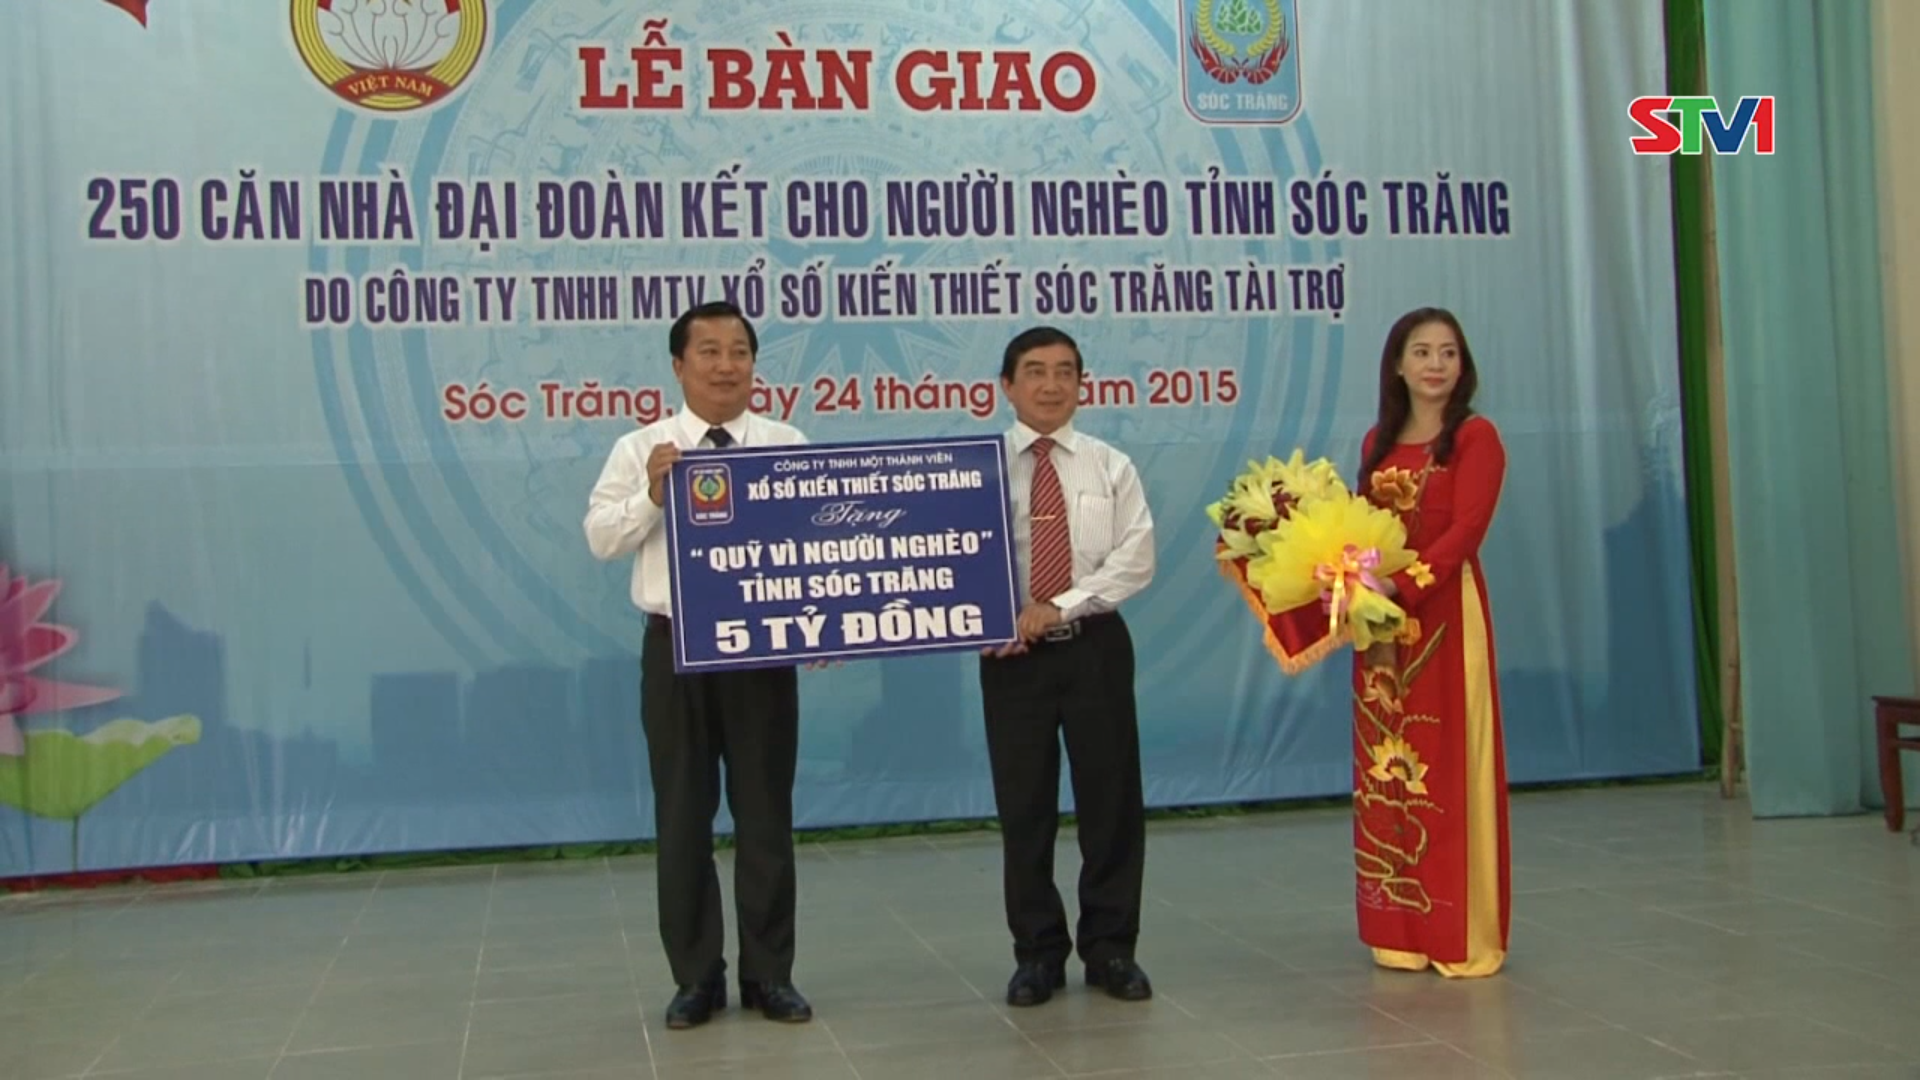 VIỆT NAM
LỄ BÀN GIAO
SÓC TRĂNG
STV1
250 CĂN NHÀ ĐẠI ĐOÀN KẾT CHO NGƯỜI NGHÈO TỈNH SÓC TRĂNG
DO CÔNG TY TNHH MTV XỔ SỐ KIẾN THIẾT SÓC TRĂNG TÀI TRỢ
Sóc Trăng, ày 24 tháng ăm 2015
CÔNG TY TNHH MỘT THÀNH VIÊN
XỔ SỐ KIẾN THIẾT SÓC TRĂNG
SÓC TRĂNG
Tặng
“ QUỸ VÌ NGƯỜI NGHÈO”
TỈNH SÓC TRĂNG
5 TỶ ĐỒNG